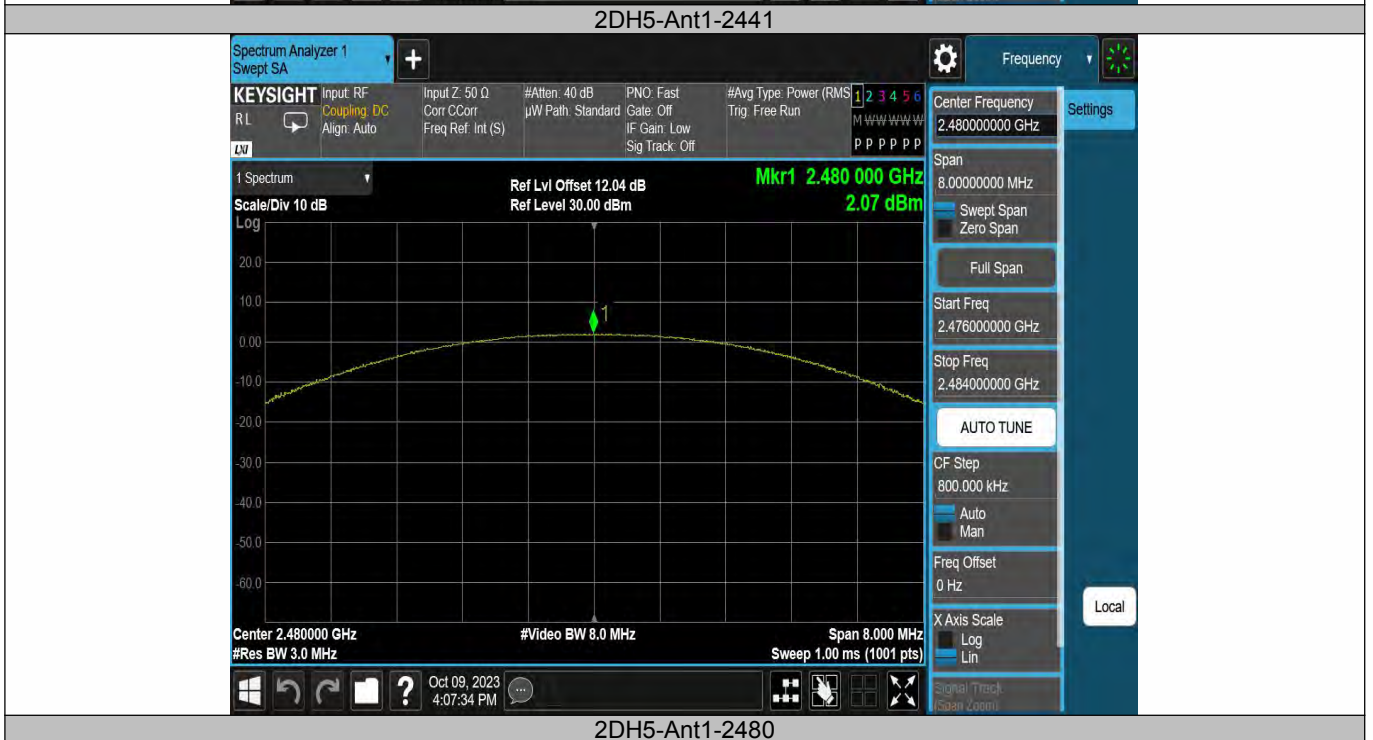 2DH5-Ant1-2441
Spectrum Analyzer 1
Swept SA
+
Frequency
KEYSIGHT
RL
LXI
Input: RF
Coupling: DC
Align: Auto
Input Z: 50 Ω
Corr CCorr
Freq Ref: Int (S)
#Atten: 40 dB
µW Path: Standard
PNO: Fast
Gate: Off
IF Gain: Low
Sig Track: Off
#Avg Type: Power (RMS
Trig: Free Run
1 2 3 4 5 6
M W W W W W
P P P P P P
Center Frequency
2.480000000 GHz
Settings
Span
8.00000000 MHz
Swept Span
Zero Span
Full Span
Start Freq
2.476000000 GHz
Stop Freq
2.484000000 GHz
AUTO TUNE
CF Step
800.000 kHz
Auto
Man
Freq Offset
0 Hz
X Axis Scale
Log
Lin
Signal Track
(Span Zoom)
Local
1 Spectrum
Scale/Div 10 dB
Ref Lvl Offset 12.04 dB
Ref Level 30.00 dBm
Mkr1 2.480 000 GHz
2.07 dBm
Log
20.0
10.0
0.00
-10.0
-20.0
-30.0
-40.0
-50.0
-60.0
1
Center 2.480000 GHz
#Video BW 8.0 MHz
Span 8.000 MHz
#Res BW 3.0 MHz
Sweep 1.00 ms (1001 pts)
?
Oct 09, 2023
4:07:34 PM
2DH5-Ant1-2480